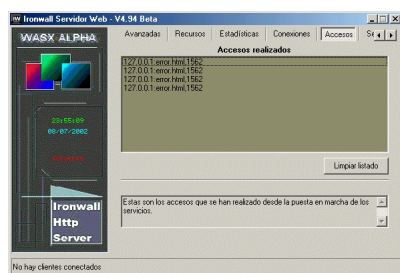 Ironwall Servidor Web - V4.94 Beta
WASX ALPHA
Avanzadas Recursos Estadísticas Conexiones Accesos Se
Accesos realizados
127.0.0.1:error.html,1562
127.0.0.1:error.html,1562
127.0.0.1:error.html,1562
127.0.0.1:error.html,1562
23:55:09
08/07/2002
Limpiar listado
Ironwall
Http
Server
Estas son los accesos que se han realizado desde la puesta en marcha de los
servicios.
No hay clientes conectados